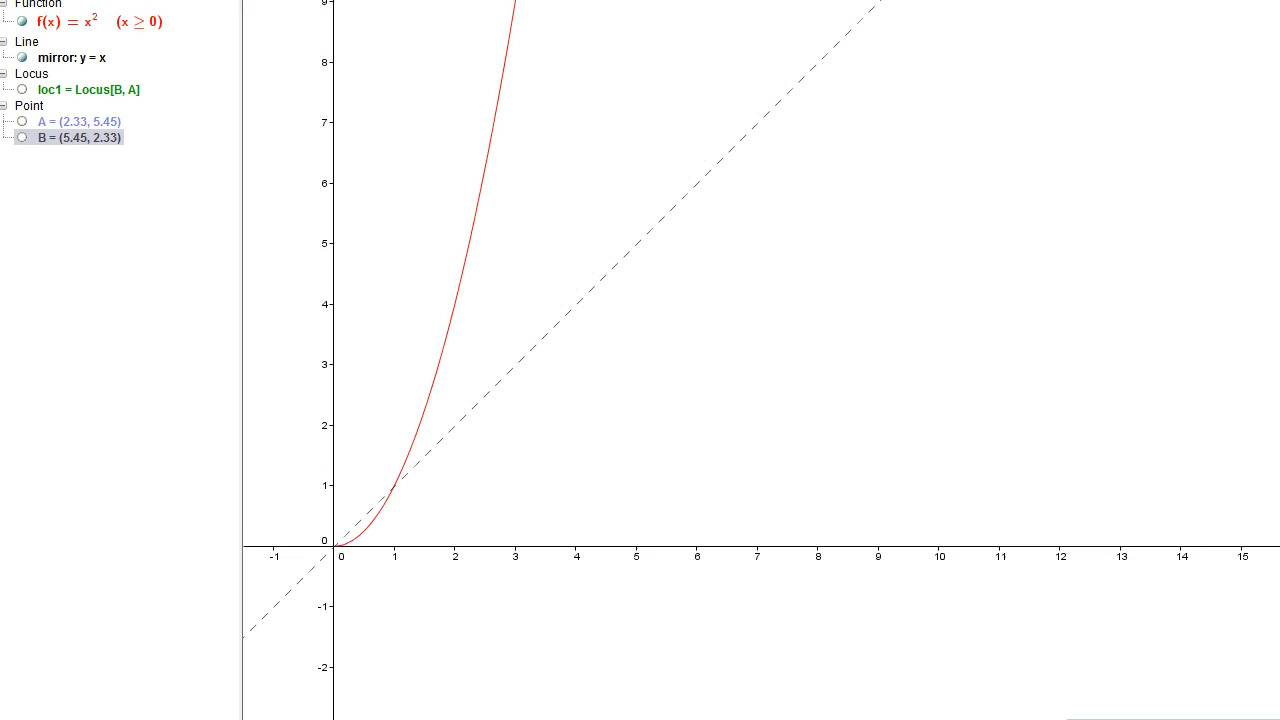 Function
f(x) = x² (x ≥ 0)
Line
mirror: y = x
Locus
loc1 = Locus[B, A]
Point
A = (2.33, 5.45)
B = (5.45, 2.33)
9
8
7
6
5
4
3
2
1
0
-1 0 1 2 3 4 5 6 7 8 9 10 11 12 13 14 15
-1
-2